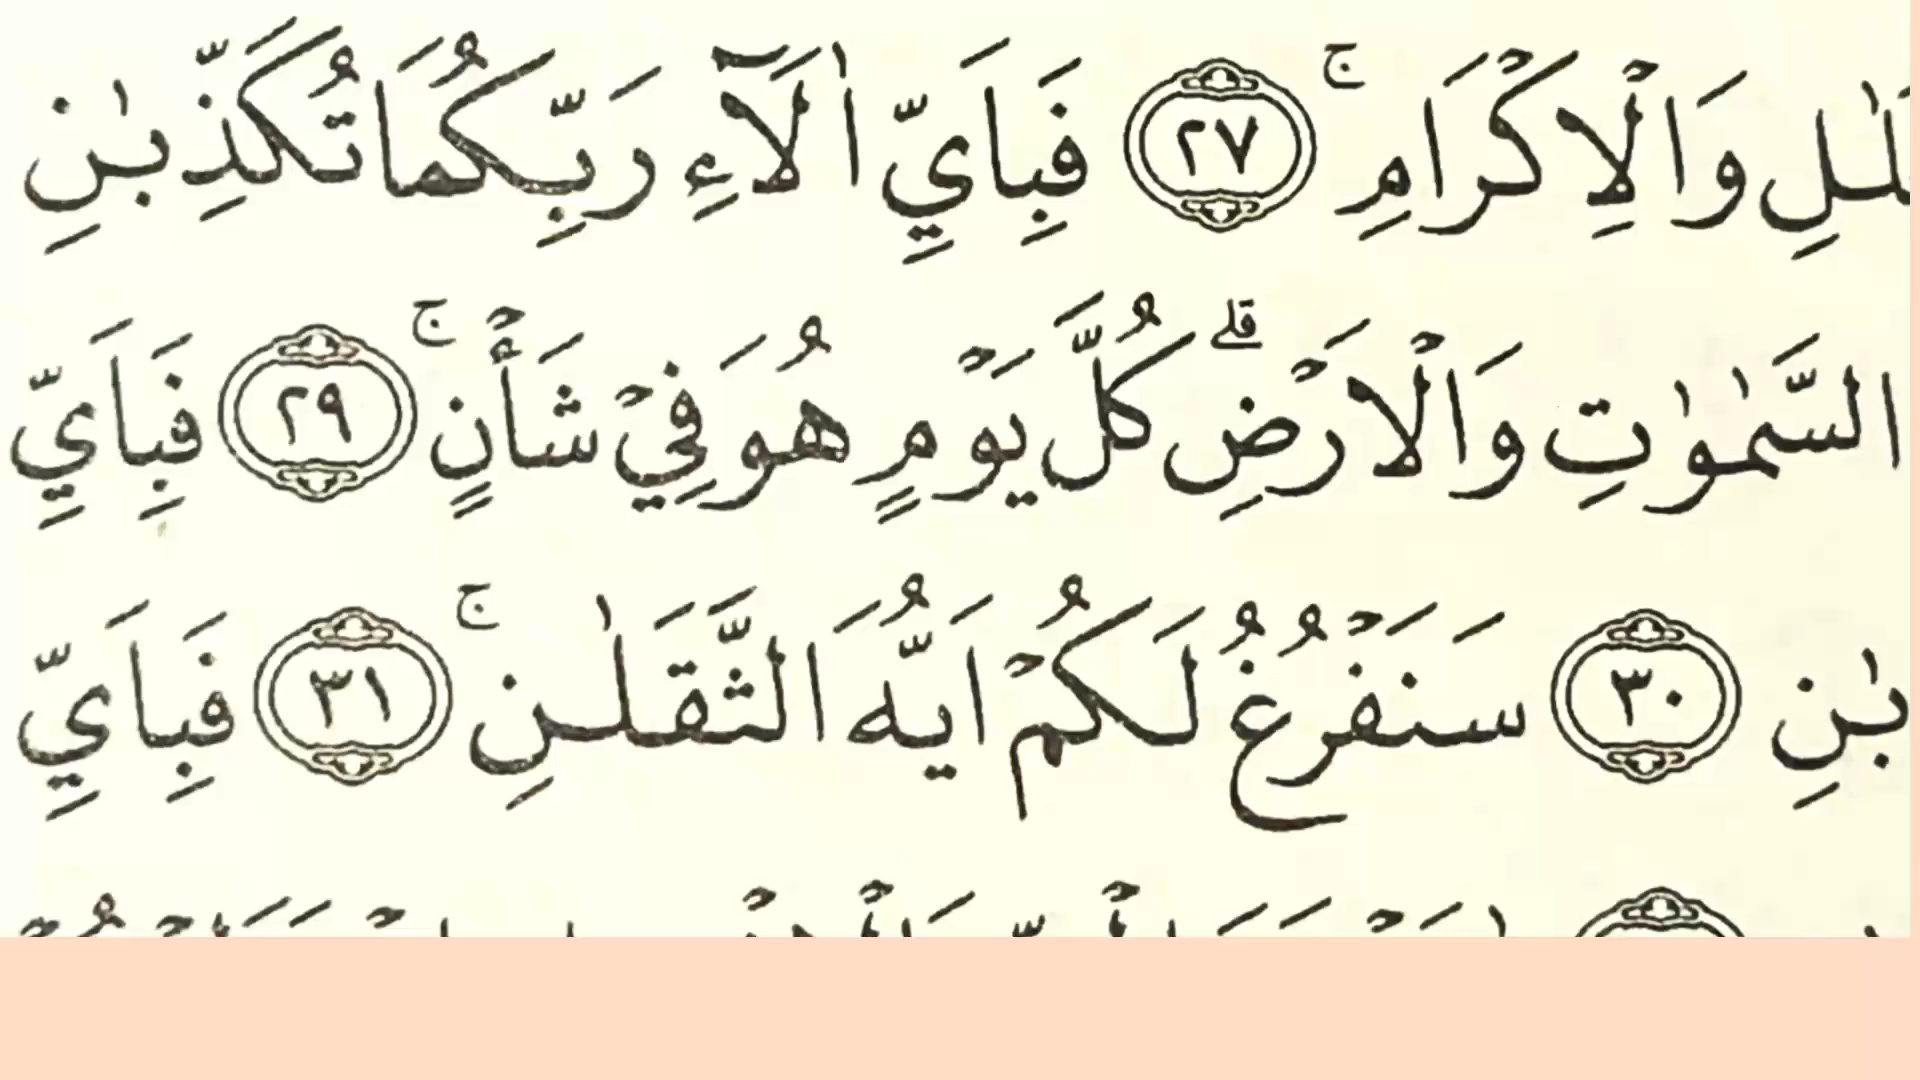 لٰلِ وَالْاِكْرَامِ ۚ ٢٧ فَبِاَيِّ اٰلَاۤءِ رَبِّكُمَا تُكَذِّبٰنِ
السَّمٰوٰتِ وَالْاَرْضِ ۗ كُلَّ يَوْمٍ هُوَ فِيْ شَأْنٍ ۚ ٢٩ فَبِاَيِّ
بٰنِ ٣٠ سَنَفْرُغُ لَكُمْ اَيُّهَ الثَّقَلٰنِ ۚ ٣١ فَبِاَيِّ